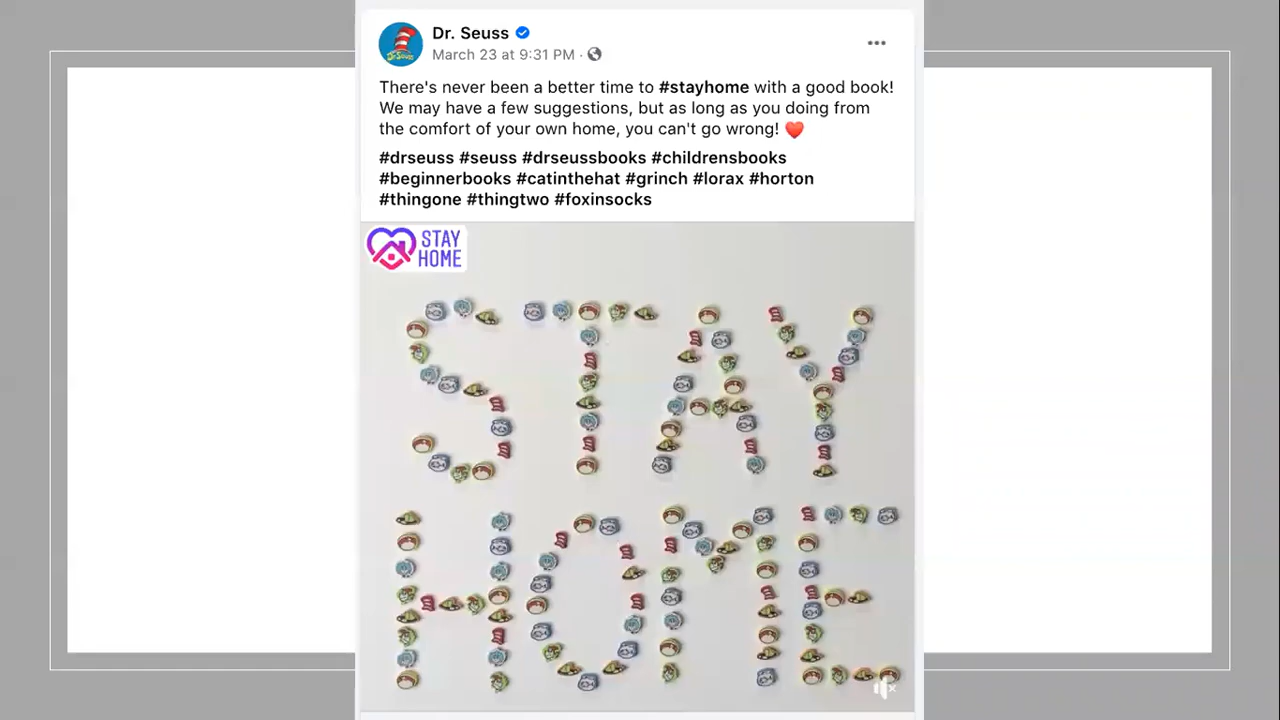 Dr. Seuss
March 23 at 9:31 PM ·
There's never been a better time to #stayhome with a good book!
We may have a few suggestions, but as long as you doing from
the comfort of your own home, you can't go wrong! ❤️
#drseuss #seuss #drseussbooks #childrensbooks
#beginnerbooks #catinthehat #grinch #lorax #horton
#thingone #thingtwo #foxinsocks
STAY
HOME
STAY
HOME